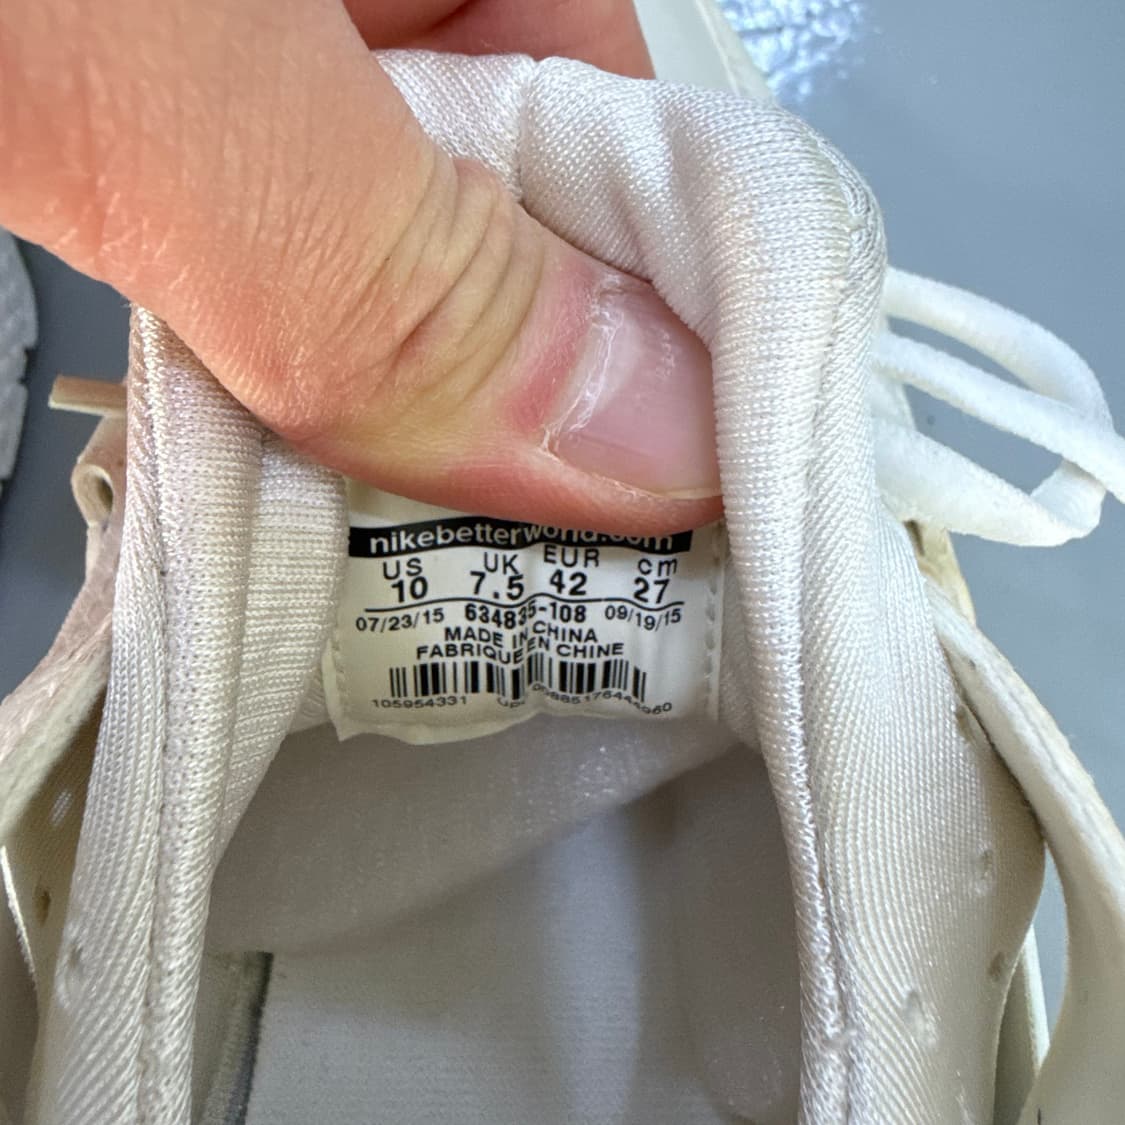 nikebetterworld.com
US UK EUR cm
10 7.5 42 27
07/23/15 634835-108 09/19/15
MADE IN CHINA
FABRIQUE EN CHINE
105954331